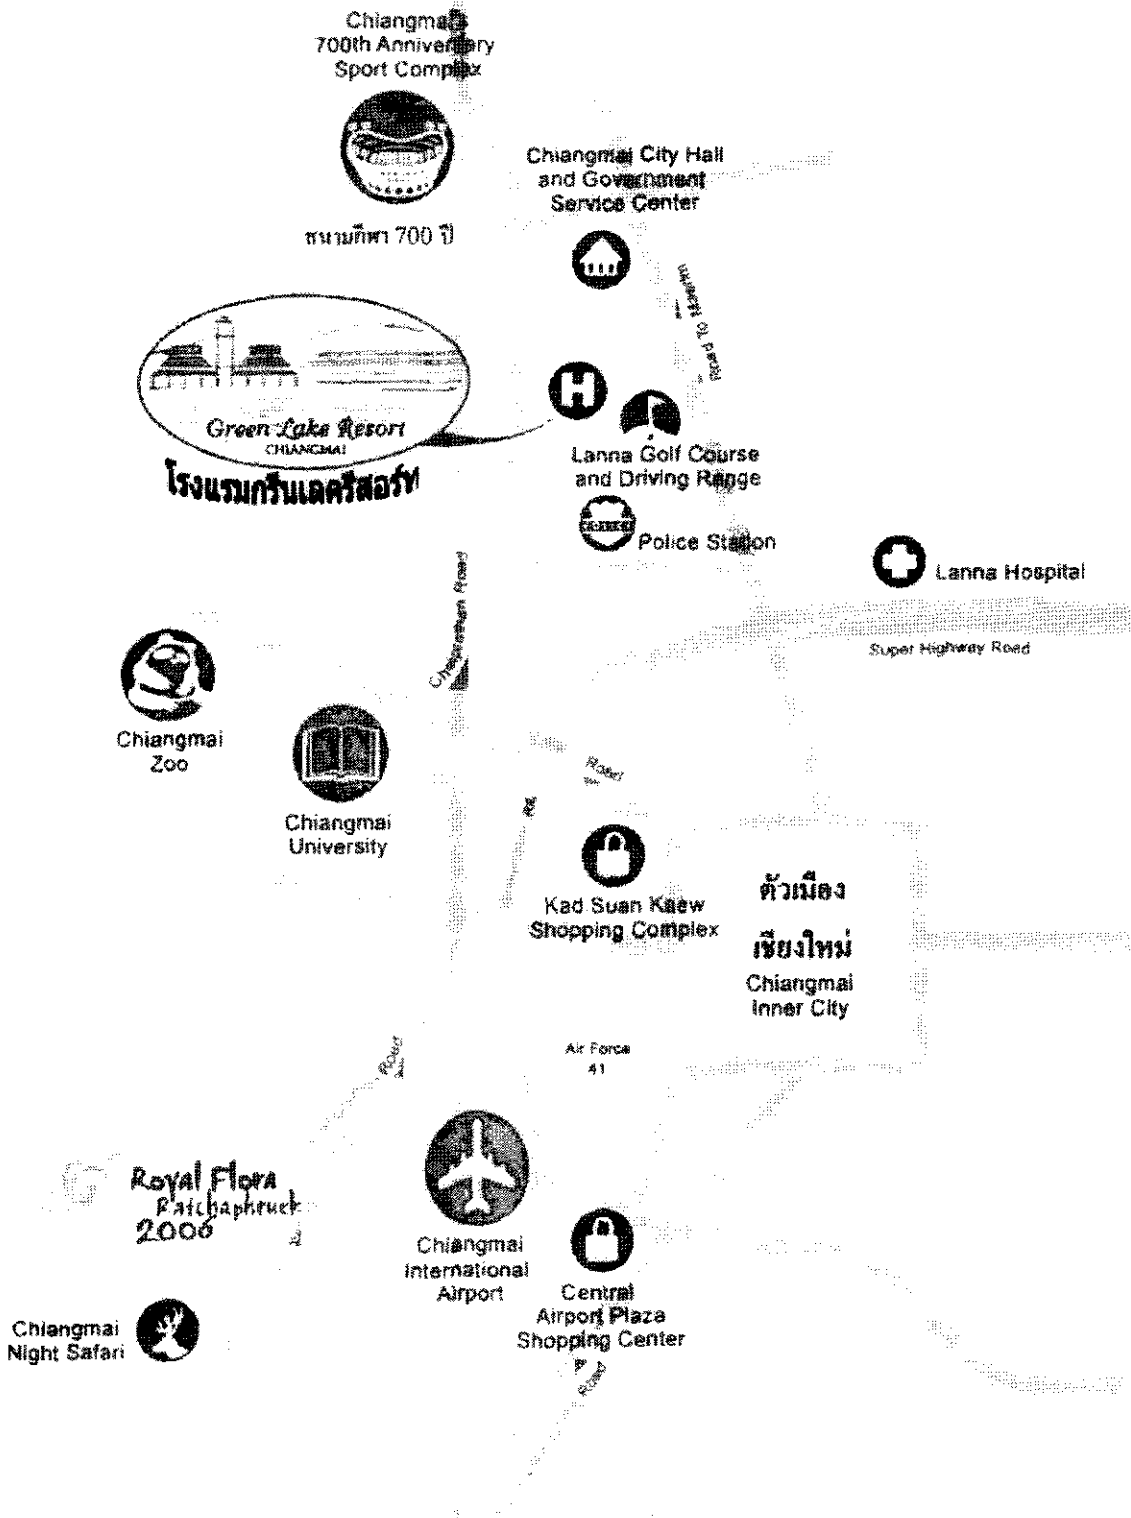 Chiangmai's
700th Anniversary
Sport Complex
สนามกีฬา 700 ปี
Chiangmai City Hall
and Government
Service Center
Road To Maerim
Green Lake Resort
CHIANGMAI
โรงแรมกรีนเลครีสอร์ท
H
Lanna Golf Course
and Driving Range
Police Station
Lanna Hospital
Super Highway Road
Road
Chiangmai
Zoo
Chiangmai
University
Road
Kad Suan Kaew
Shopping Complex
ตัวเมือง
เชียงใหม่
Chiangmai
Inner City
Air Force
41
Road
Royal Flora
Ratchaphruek
2006
Chiangmai
International
Airport
Central
Airport Plaza
Shopping Center
Chiangmai
Night Safari
Road